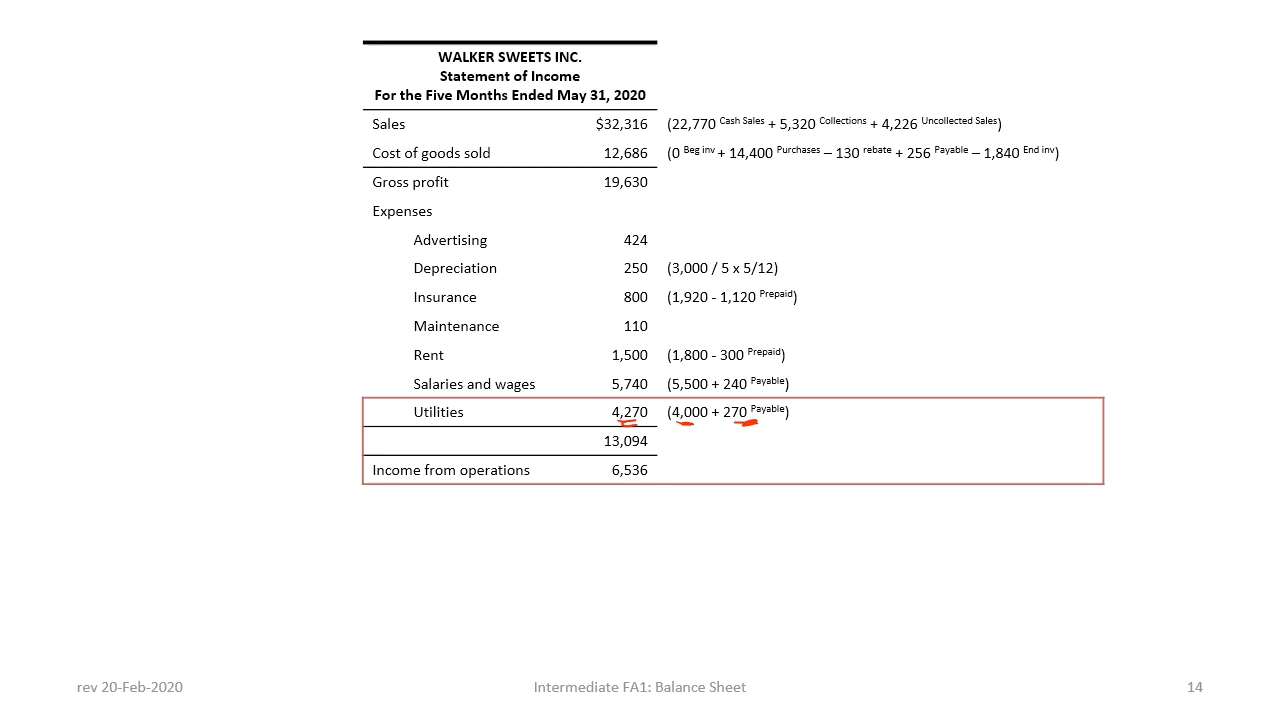 WALKER SWEETS INC.
Statement of Income
For the Five Months Ended May 31, 2020
Sales $32,316 (22,770 Cash Sales + 5,320 Collections + 4,226 Uncollected Sales)
Cost of goods sold 12,686 (0 Beg inv + 14,400 Purchases – 130 rebate + 256 Payable – 1,840 End inv)
Gross profit 19,630
Expenses
Advertising 424
Depreciation 250 (3,000 / 5 x 5/12)
Insurance 800 (1,920 - 1,120 Prepaid)
Maintenance 110
Rent 1,500 (1,800 - 300 Prepaid)
Salaries and wages 5,740 (5,500 + 240 Payable)
Utilities 4,270 (4,000 + 270 Payable)
13,094
Income from operations 6,536
rev 20-Feb-2020 Intermediate FA1: Balance Sheet 14